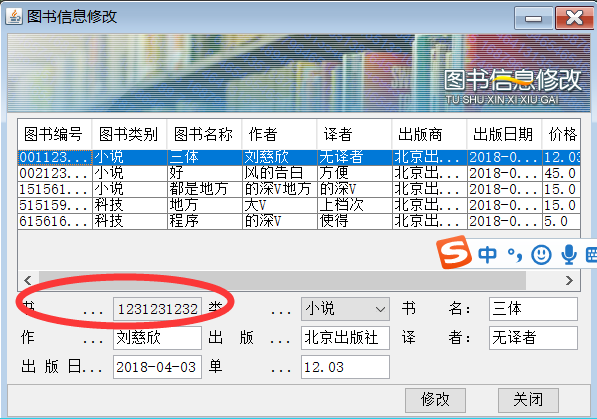 图书信息修改
图书信息修改
TU SHU XIN XI XIU GAI
图书编号 图书类别 图书名称 作者 译者 出版商 出版日期 价格
001123... 小说 三体 刘慈欣 无译者 北京出... 2018-0... 12.03
002123... 小说 好 风的告白 方便 北京出... 2018-0... 45.0
151561... 小说 都是地方 的深V地方 的深V 北京出... 2018-0... 15.0
515159... 科技 地方 大V 上档次 北京出... 2018-0... 15.0
615616... 科技 程序 的深V 使得 北京出... 2018-0... 5.0
S 中
书 ... 1231231232 类 ... 小说 书 名: 三体
作 ... 刘慈欣 出 版 ... 北京出版社 译 者: 无译者
出 版 日... 2018-04-03 单 ... 12.03
修改 关闭